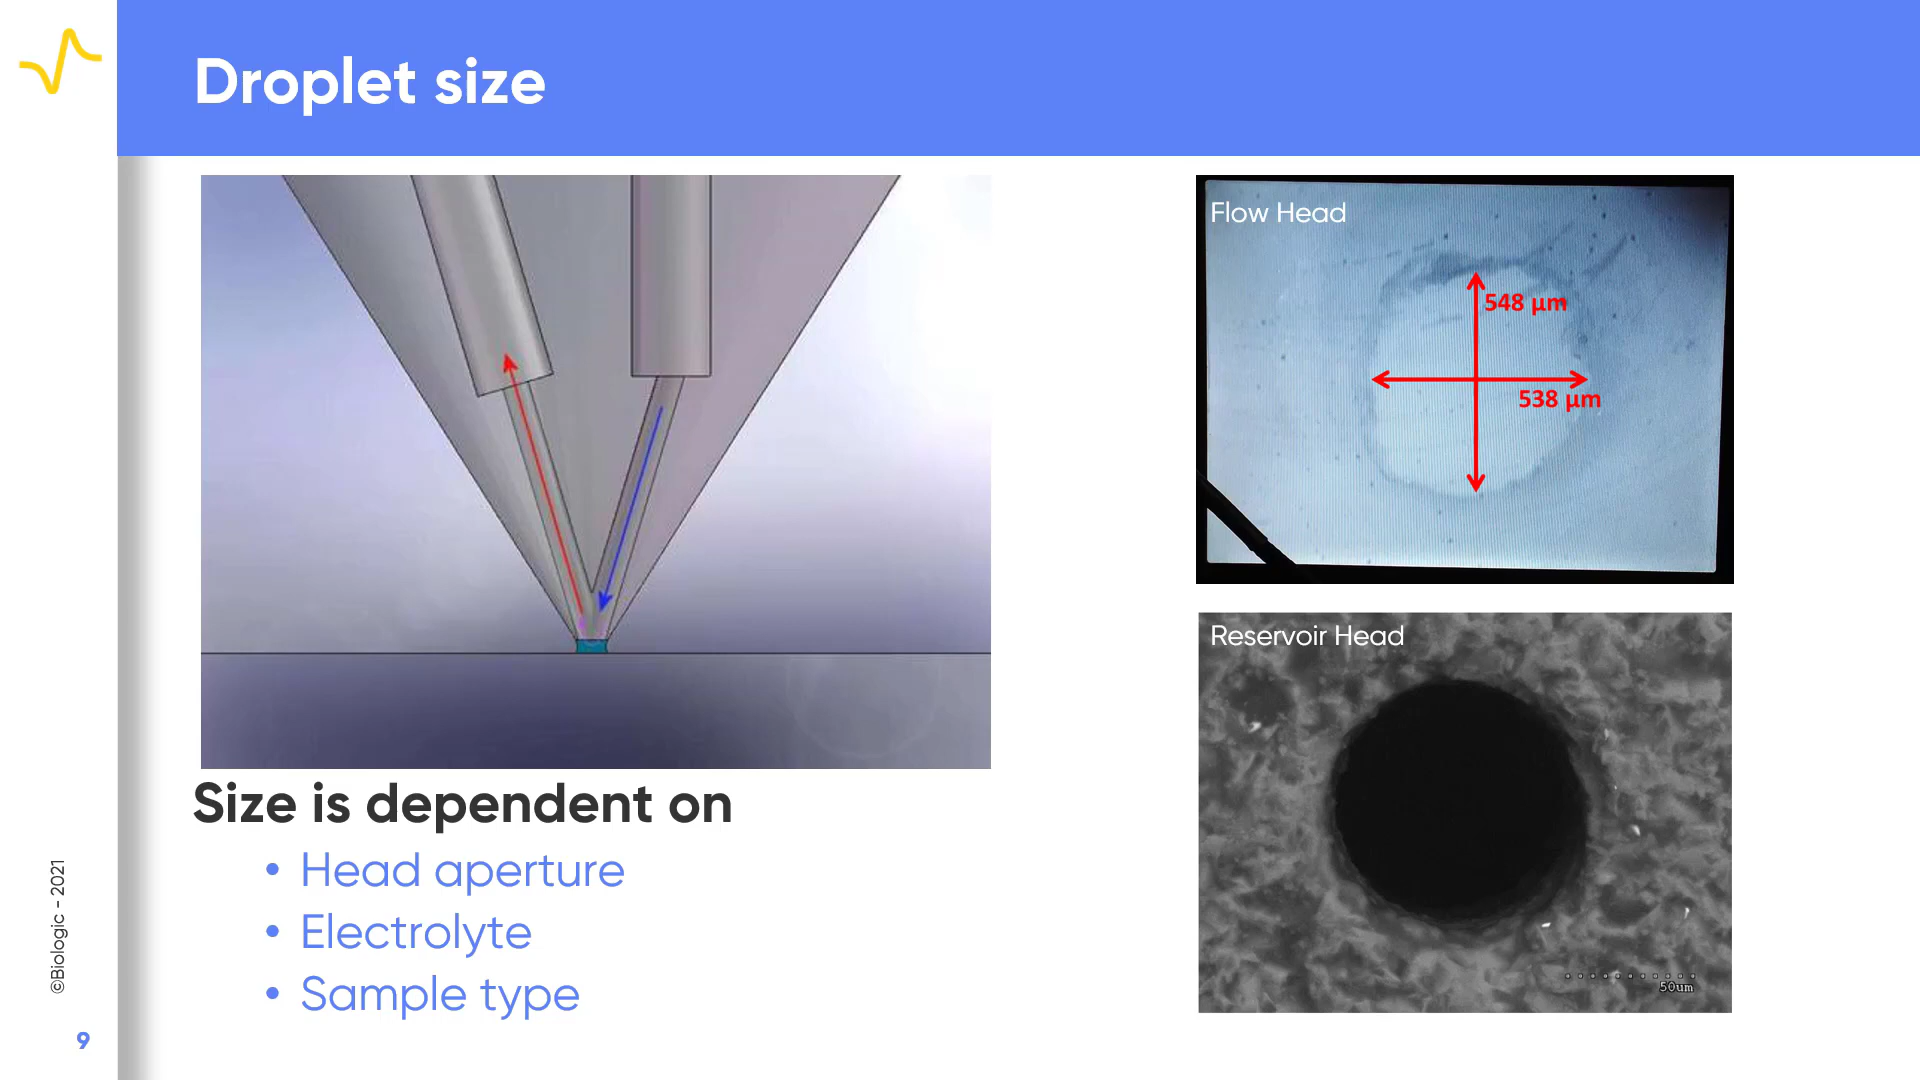 Droplet size
Flow Head
548 µm
538 µm
Reservoir Head
50um
Size is dependent on
• Head aperture
• Electrolyte
• Sample type
©Biologic - 2021
9